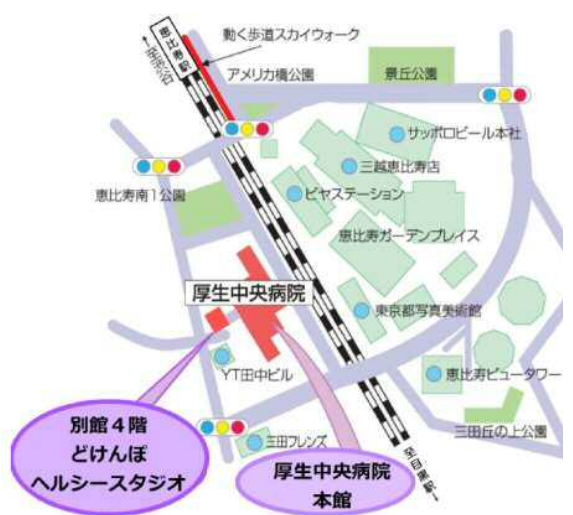 動く歩道スカイウォーク
恵比寿駅
↑至渋谷
アメリカ橋公園
景丘公園
サッポロビール本社
三越恵比寿店
恵比寿南1公園
ビヤステーション
恵比寿ガーデンプレイス
厚生中央病院
東京都写真美術館
YT田中ビル
恵比寿ビュータワー
別館4階
どけんぽ
ヘルシースタジオ
三田フレンズ
三田丘の上公園
厚生中央病院
本館
至目黒駅↓